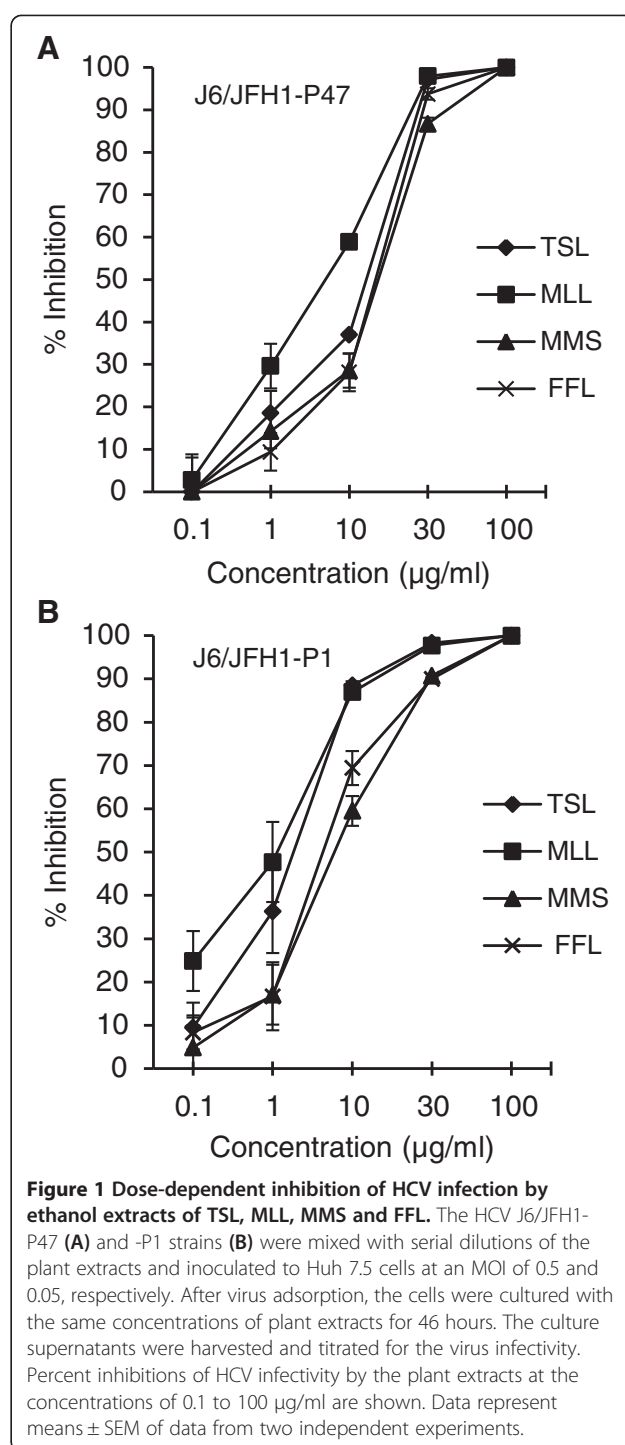 A
J6/JFH1-P47
100
90
80
70
60
50
40
30
20
10
0
% Inhibition
TSL
MLL
MMS
FFL
0.1 1 10 30 100
Concentration (µg/ml)
B
J6/JFH1-P1
100
90
80
70
60
50
40
30
20
10
0
% Inhibition
TSL
MLL
MMS
FFL
0.1 1 10 30 100
Concentration (µg/ml)
Figure 1 Dose-dependent inhibition of HCV infection by
ethanol extracts of TSL, MLL, MMS and FFL. The HCV J6/JFH1-
P47 (A) and -P1 strains (B) were mixed with serial dilutions of the
plant extracts and inoculated to Huh 7.5 cells at an MOI of 0.5 and
0.05, respectively. After virus adsorption, the cells were cultured with
the same concentrations of plant extracts for 46 hours. The culture
supernatants were harvested and titrated for the virus infectivity.
Percent inhibitions of HCV infectivity by the plant extracts at the
concentrations of 0.1 to 100 µg/ml are shown. Data represent
means ± SEM of data from two independent experiments.